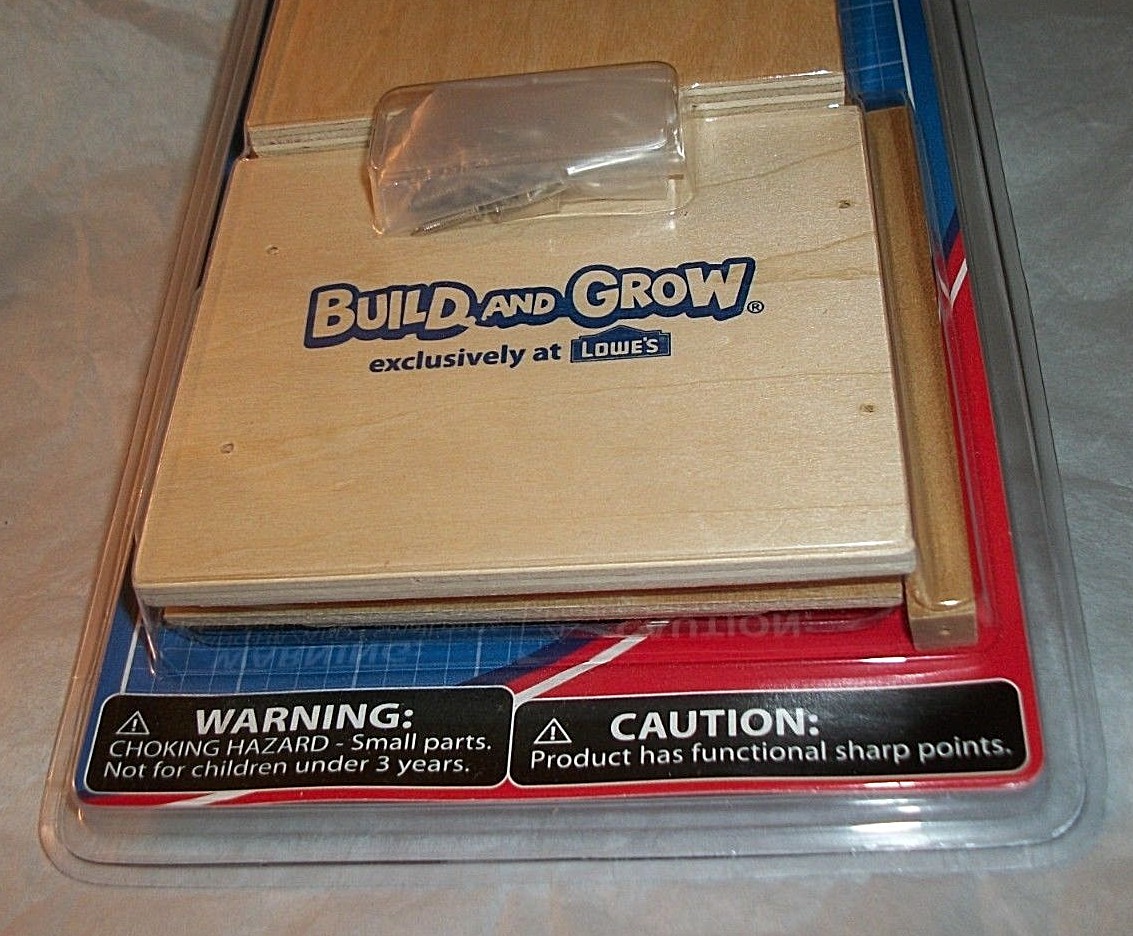 BUILD AND GROW®
exclusively at LOWE'S
WARNING:
CHOKING HAZARD - Small parts.
Not for children under 3 years.
CAUTION:
Product has functional sharp points.